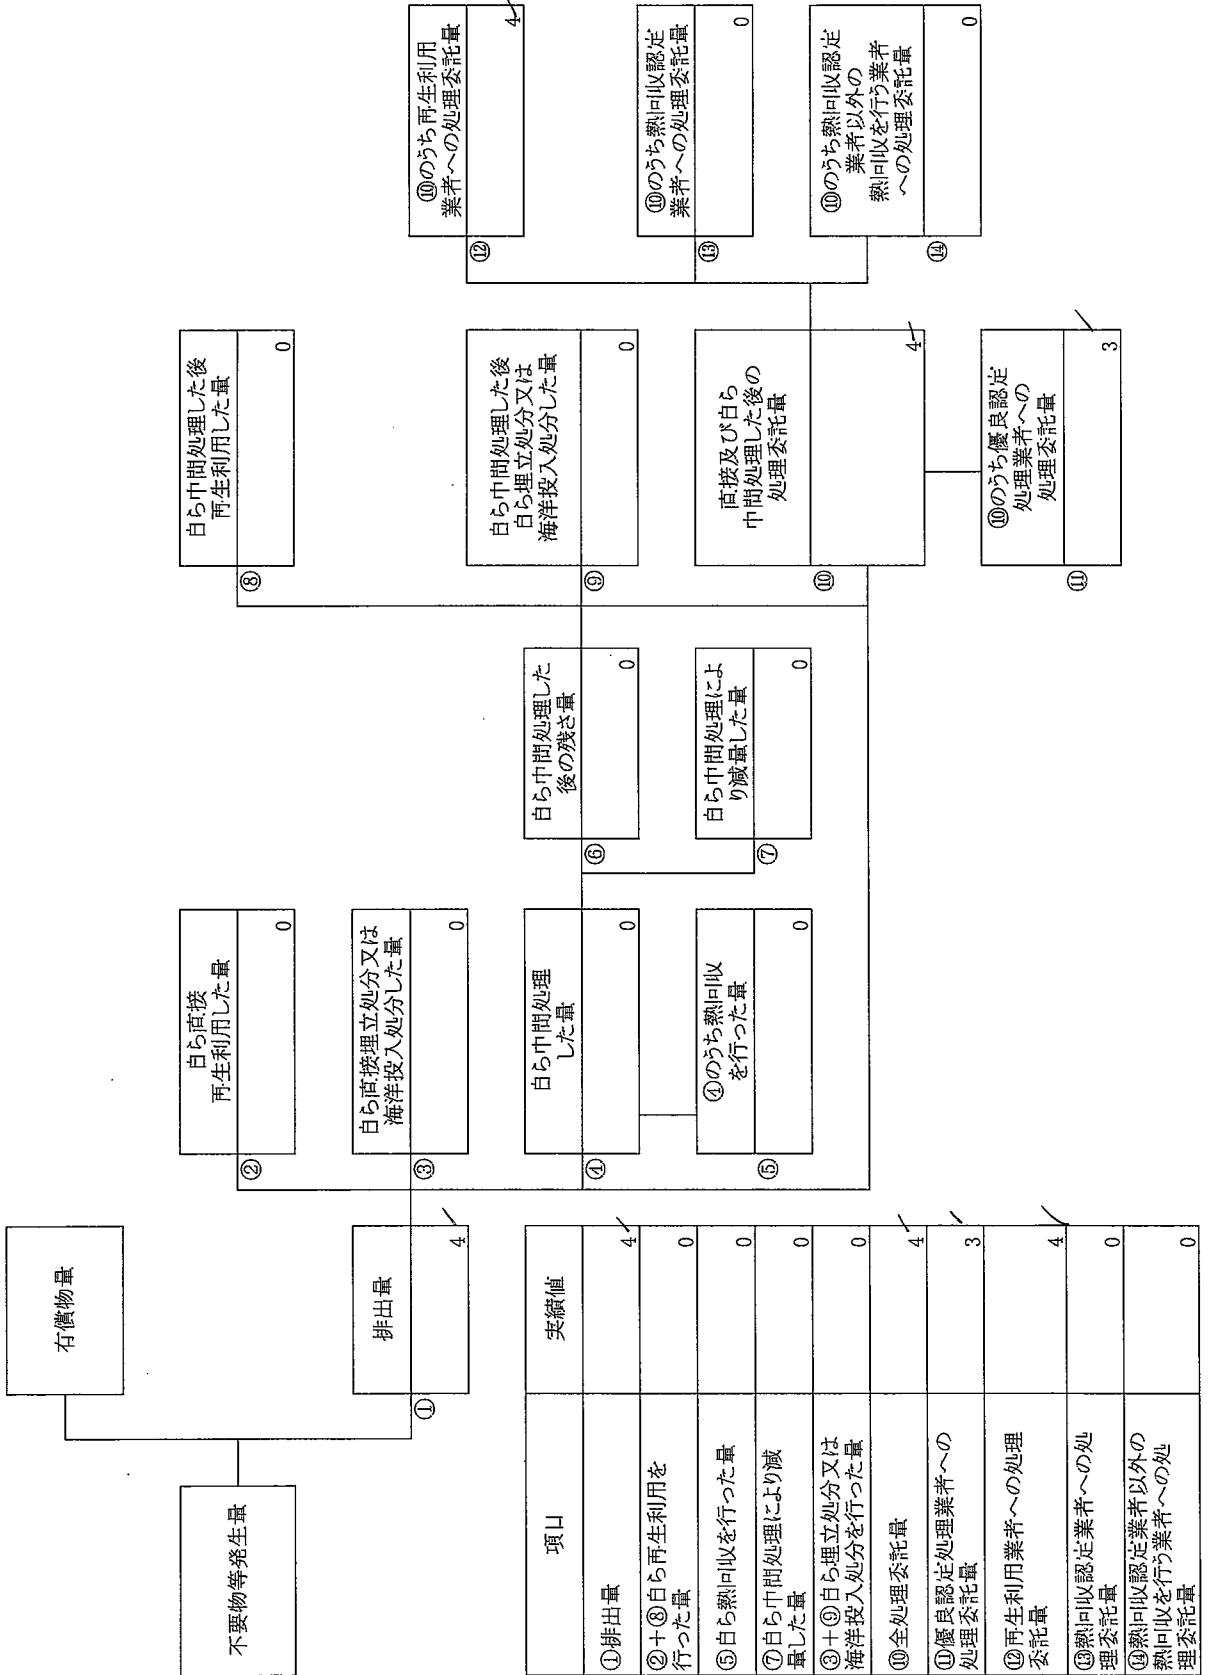 不要物等発生量
有償物量
①
排出量
4
②
自ら直接
再生利用した量
0
③
自ら直接埋立処分又は
海洋投入処分した量
0
④
自ら中間処理
した量
0
⑤
④のうち熱回収
を行った量
0
⑥
自ら中間処理した
後の残さ量
0
⑦
自ら中間処理によ
り減量した量
0
⑧
自ら中間処理した後
再生利用した量
0
⑨
自ら中間処理した後
自ら埋立処分又は
海洋投入処分した量
0
⑩
直接及び自ら
中間処理した後の
処理委託量
4
⑪
⑩のうち優良認定
処理業者への
処理委託量
3
⑫
⑩のうち再生利用
業者への処理委託量
4
⑬
⑩のうち熱回収認定
業者への処理委託量
0
⑭
⑩のうち熱回収認定
業者以外の
熱回収を行う業者
への処理委託量
0
項目 実績値
①排出量 4
②+⑧自ら再生利用を
行った量 0
⑤自ら熱回収を行った量 0
⑦自ら中間処理により減
量した量 0
③+⑨自ら埋立処分又は
海洋投入処分を行った量 0
⑩全処理委託量 4
⑪優良認定処理業者への
処理委託量 3
⑫再生利用業者への処理
委託量 4
⑬熱回収認定業者への処
理委託量 0
⑭熱回収認定業者以外の
熱回収を行う業者への処
理委託量 0